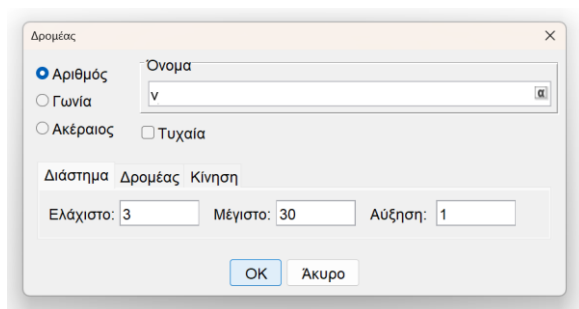 Δρομέας
Αριθμός
Όνομα
ν
α
Γωνία
Ακέραιος
Τυχαία
Διάστημα Δρομέας Κίνηση
Ελάχιστο: 3 Μέγιστο: 30 Αύξηση: 1
OK Άκυρο